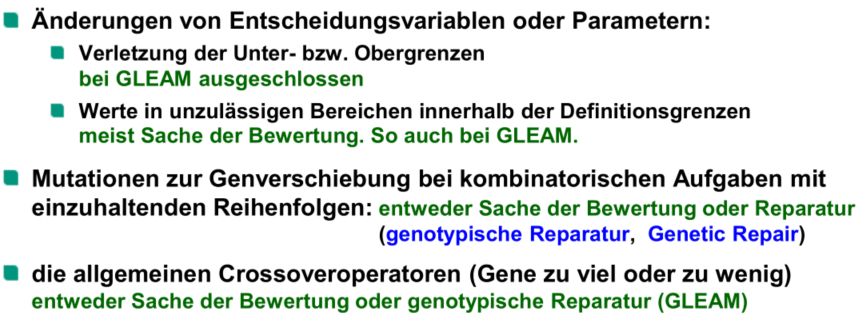 Änderungen von Entscheidungsvariablen oder Parametern:
Verletzung der Unter- bzw. Obergrenzen
bei GLEAM ausgeschlossen
Werte in unzulässigen Bereichen innerhalb der Definitionsgrenzen
meist Sache der Bewertung. So auch bei GLEAM.
Mutationen zur Genverschiebung bei kombinatorischen Aufgaben mit
einzuhaltenden Reihenfolgen: entweder Sache der Bewertung oder Reparatur
(genotypische Reparatur, Genetic Repair)
die allgemeinen Crossoveroperatoren (Gene zu viel oder zu wenig)
entweder Sache der Bewertung oder genotypische Reparatur (GLEAM)